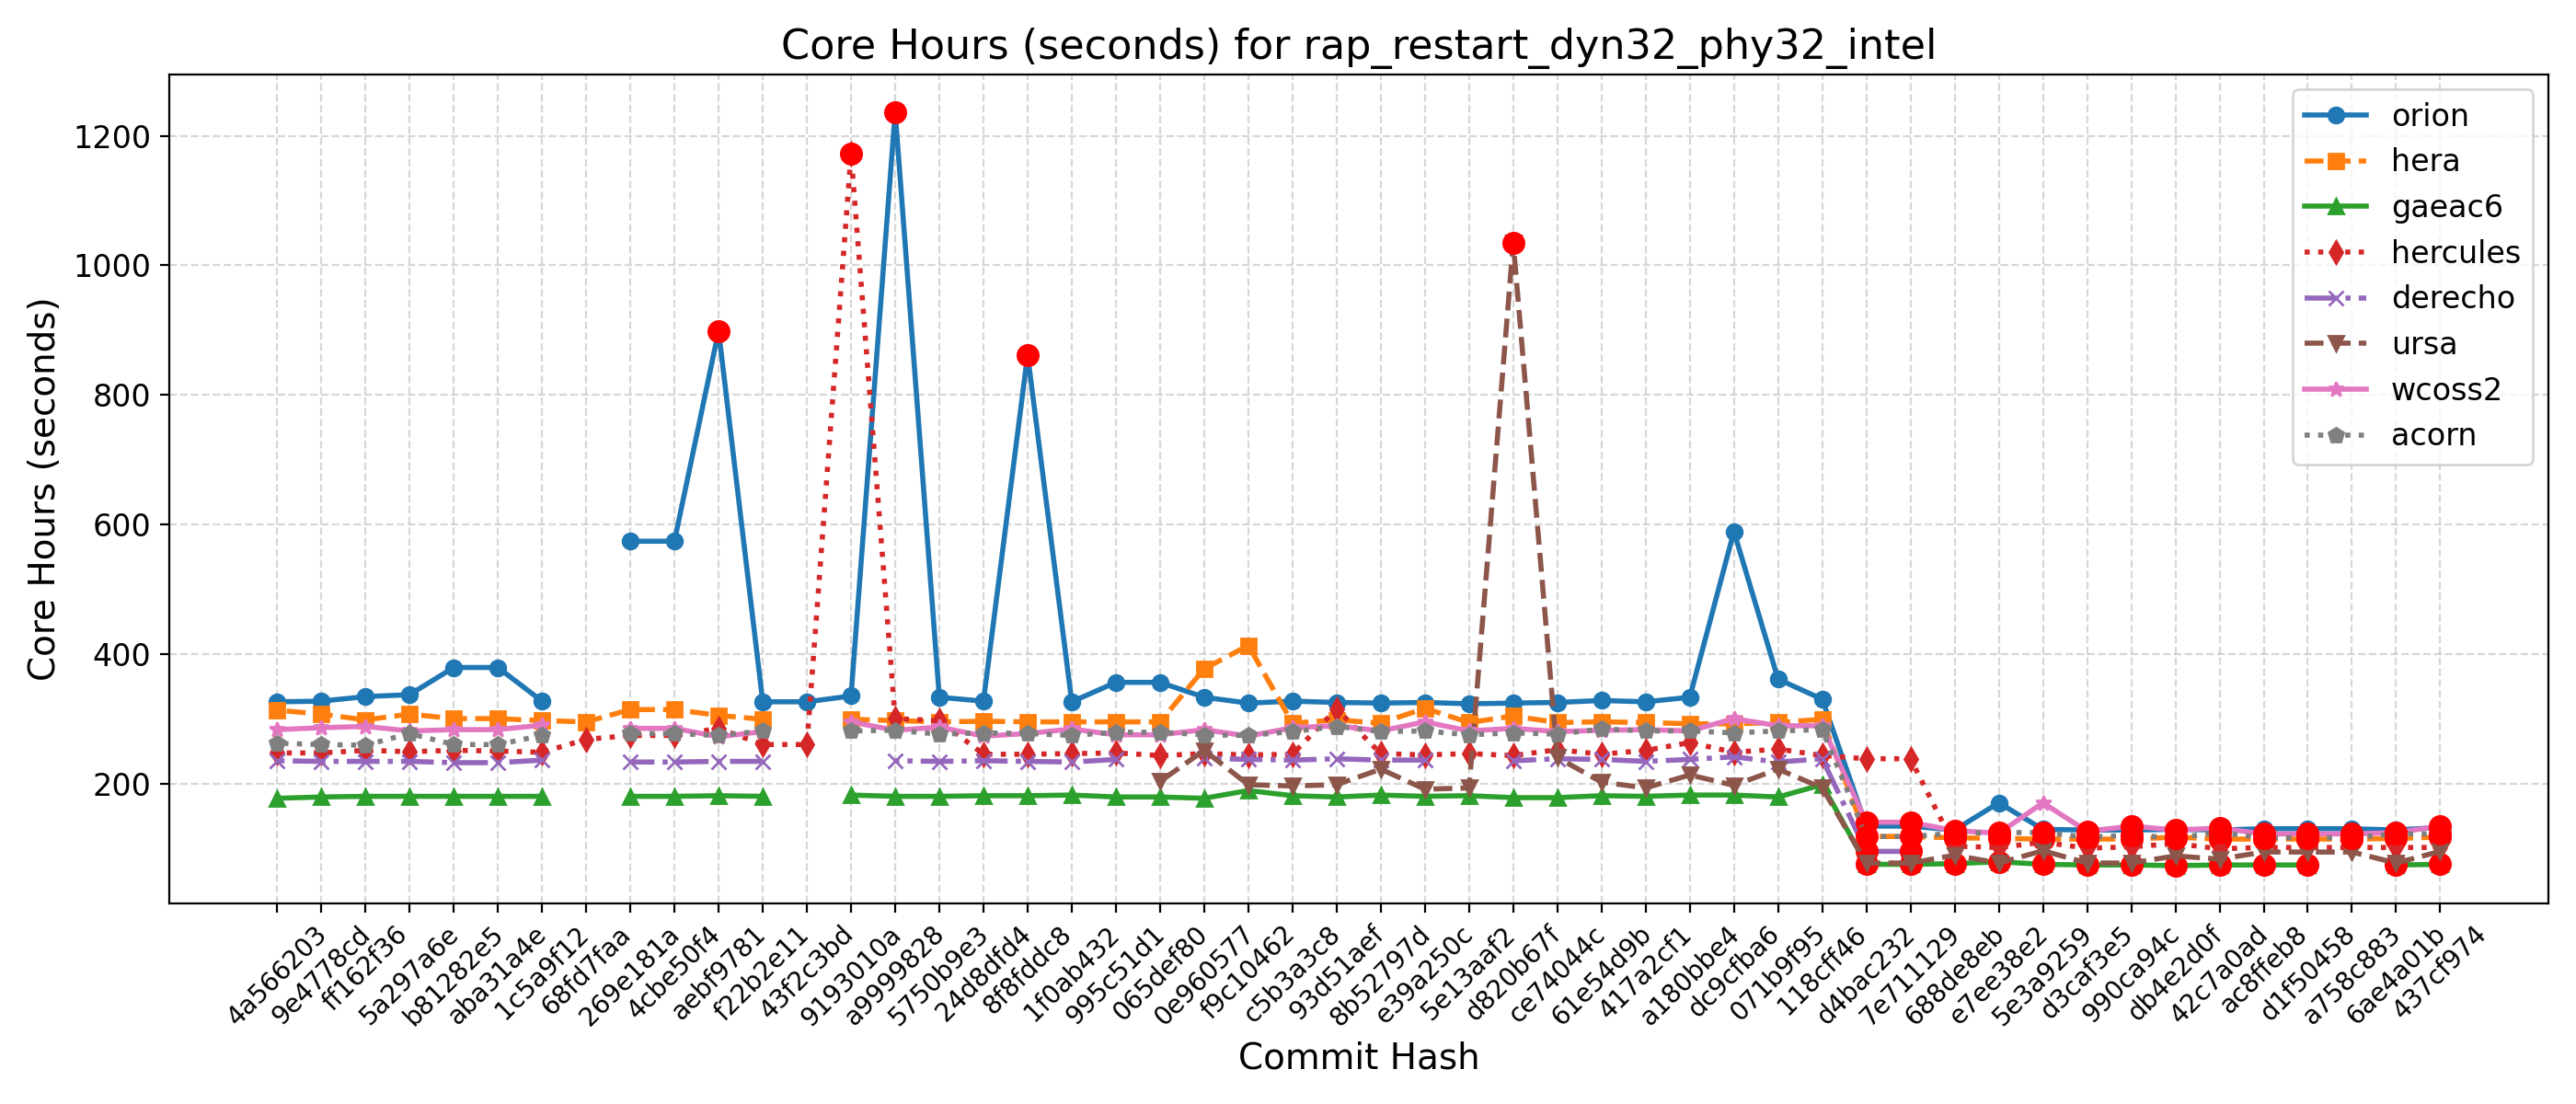 Core Hours (seconds) for rap_restart_dyn32_phy32_intel
Core Hours (seconds)
1200
1000
800
600
400
200
orion
hera
gaeac6
hercules
derecho
ursa
wcoss2
acorn
4a566203
9e4778cd
ff162f36
5a297a6e
b81282e5
aba31a4e
1c5a9f12
68fd7faa
269e181a
4cbe50f4
aebf9781
f22b2e11
43f2c3bd
9193010a
a9999828
5750b9e3
24d8dfd4
8f8fddc8
1f0ab432
995c51d1
065def80
0e960577
f9c10462
c5b3a3c8
93d51aef
8b52797d
e39a250c
5e13aaf2
d820b67f
ce74044c
61e54d9b
417a2cf1
a180bbe4
dc9cfba6
071b9f95
118cff46
d4bac232
7e711129
688de8eb
e7ee38e2
5e3a9259
d3caf3e5
990ca94c
db4e2d0f
42c7a0ad
ac8ffeb8
d1f50458
a758c883
6ae4a01b
437cf974
Commit Hash